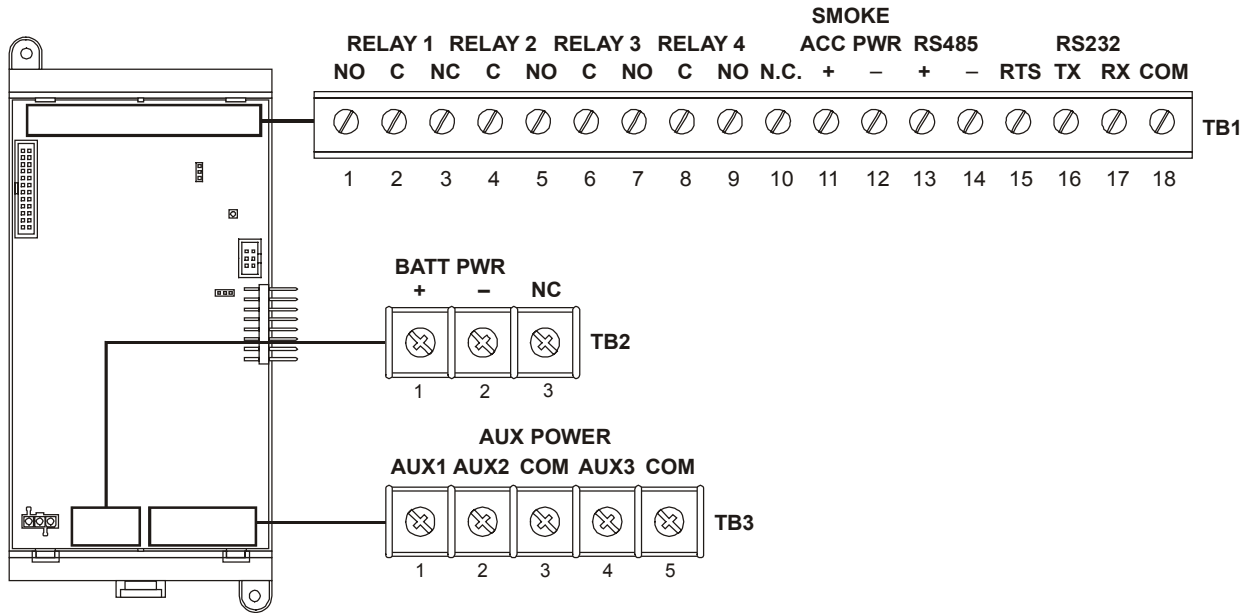 SMOKE
RELAY 1 RELAY 2 RELAY 3 RELAY 4 ACC PWR RS485 RS232
NO C NC C NO C NO C NO N.C. + – + – RTS TX RX COM
TB1
1 2 3 4 5 6 7 8 9 10 11 12 13 14 15 16 17 18
BATT PWR
+ – NC
TB2
1 2 3
AUX POWER
AUX1 AUX2 COM AUX3 COM
TB3
1 2 3 4 5